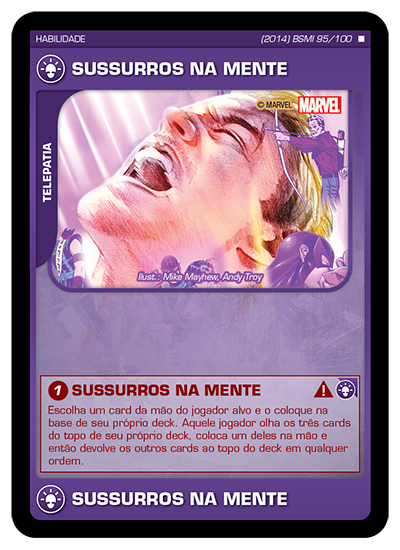 HABILIDADE (2014) BSMI 95/100
SUSSURROS NA MENTE
© MARVEL MARVEL
TELEPATIA
Ilust.: Mike Mayhew, Andy Troy
1 SUSSURROS NA MENTE
Escolha um card da mão do jogador alvo e o coloque na
base de seu próprio deck. Aquele jogador olha os três cards
do topo de seu próprio deck, coloca um deles na mão e
então devolve os outros cards ao topo do deck em qualquer
ordem.
SUSSURROS NA MENTE